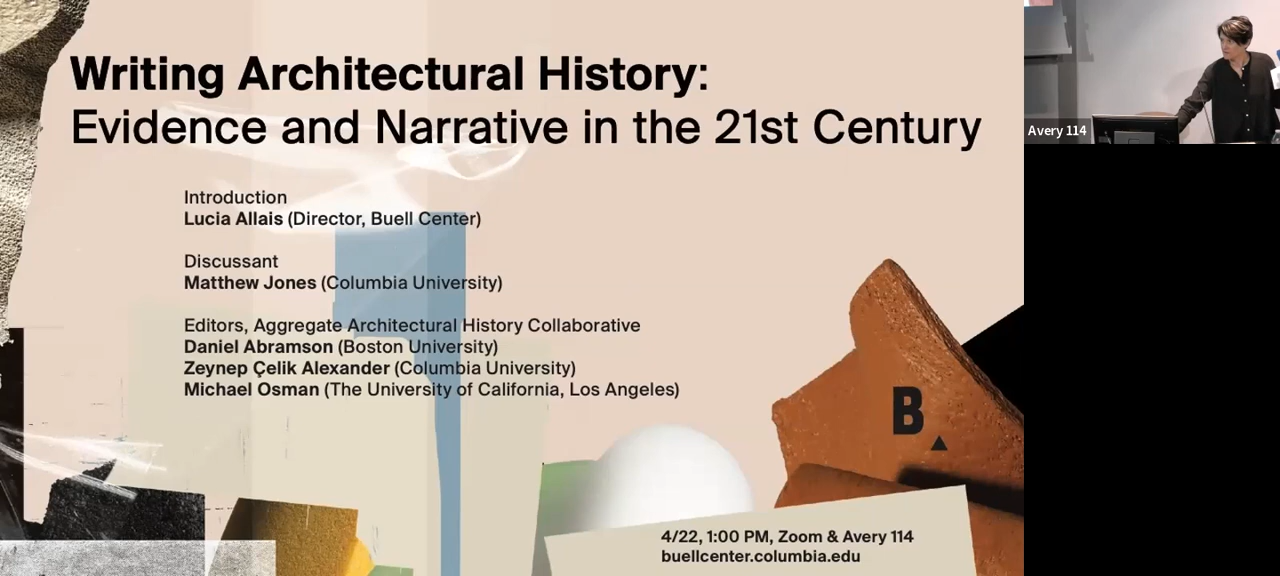 Writing Architectural History:
Evidence and Narrative in the 21st Century
Introduction
Lucia Allais (Director, Buell Center)
Discussant
Matthew Jones (Columbia University)
Editors, Aggregate Architectural History Collaborative
Daniel Abramson (Boston University)
Zeynep Çelik Alexander (Columbia University)
Michael Osman (The University of California, Los Angeles)
B
4/22, 1:00 PM, Zoom & Avery 114
buellcenter.columbia.edu
Avery 114